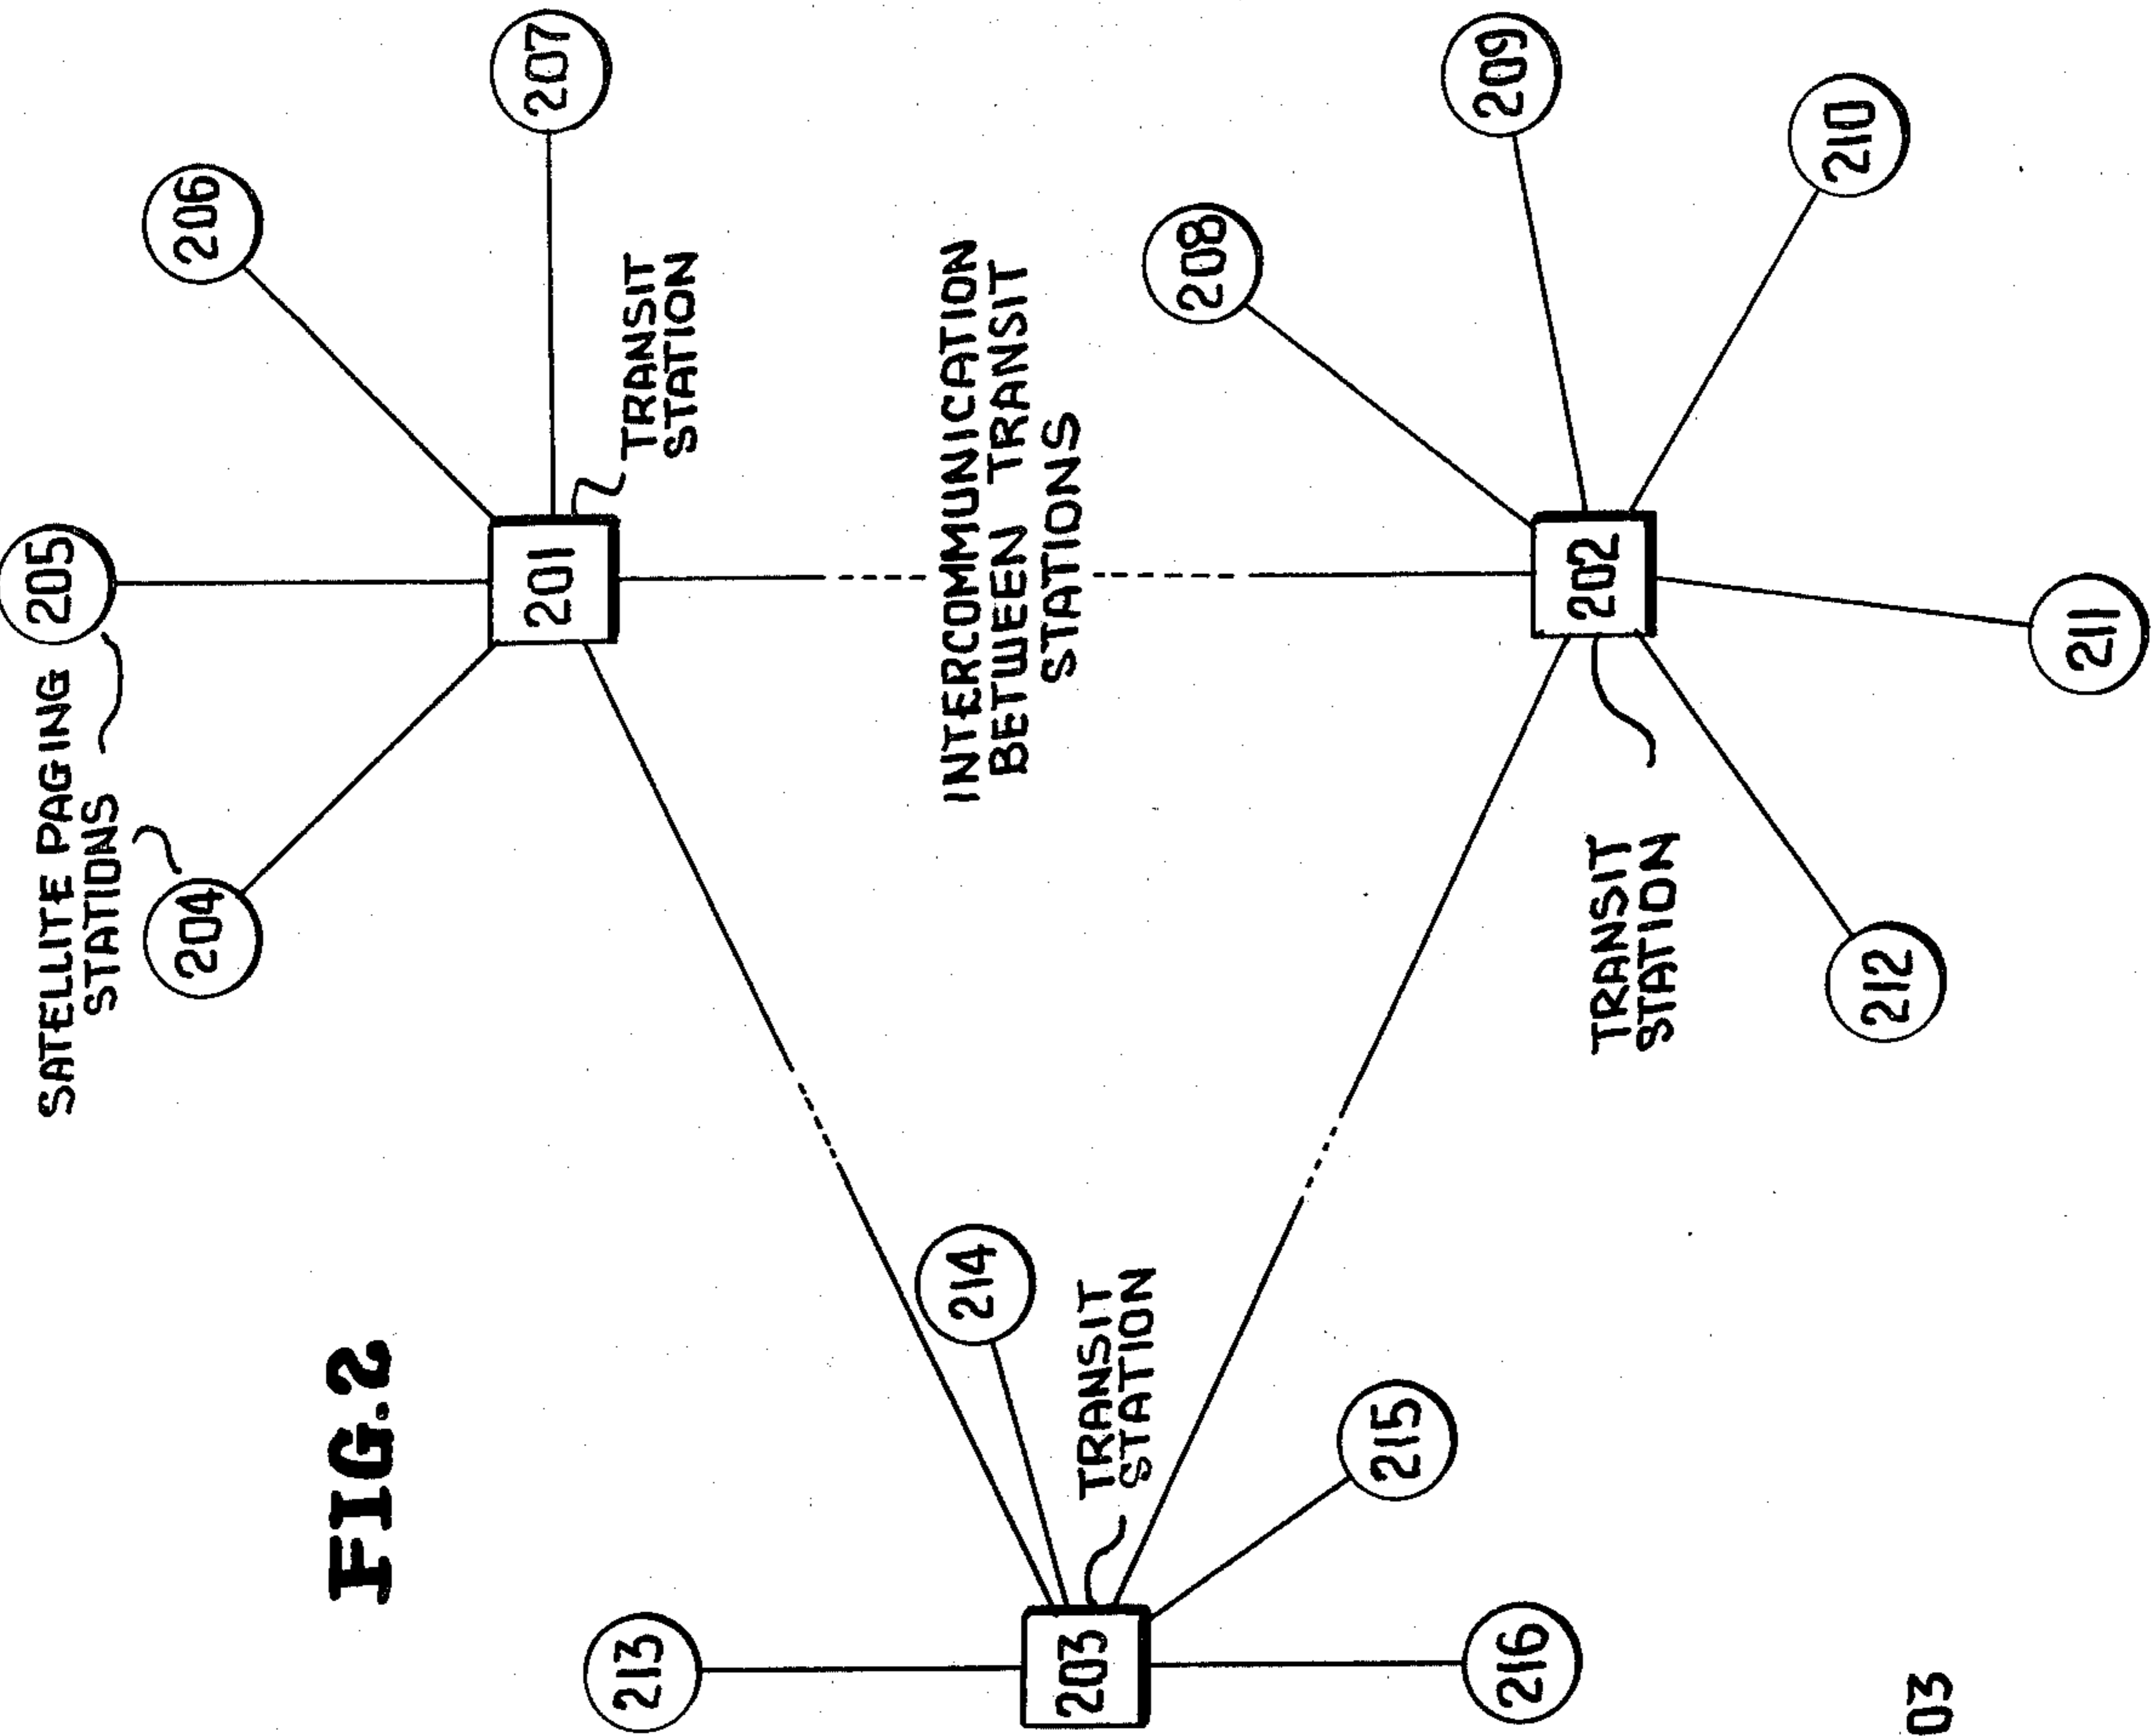 FIG.2
SATELLITE PAGING
STATIONS
205
204
206
207
201
TRANSIT
STATION
INTERCOMMUNICATION
BETWEEN TRANSIT
STATIONS
208
209
210
202
211
212
TRANSIT
STATION
213
214
203
TRANSIT
STATION
215
216
03